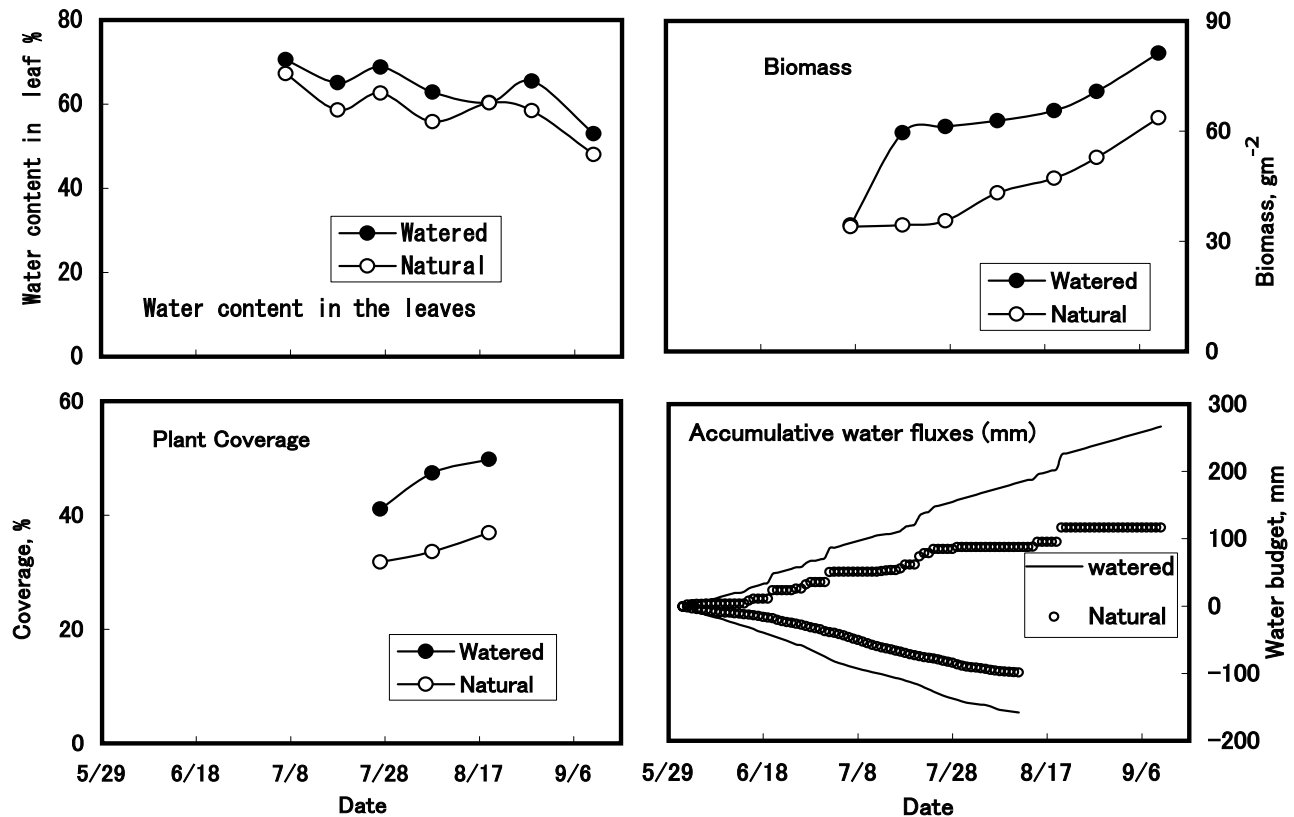 80
60
40
20
0
Water content in leaf %
Watered
Natural
Water content in the leaves
Biomass
90
60
30
0
Biomass, gm⁻²
Watered
Natural
60
40
20
0
Coverage, %
Plant Coverage
Watered
Natural
5/29 6/18 7/8 7/28 8/17 9/6
Date
Accumulative water fluxes (mm)
300
200
100
0
-100
-200
Water budget, mm
watered
Natural
5/29 6/18 7/8 7/28 8/17 9/6
Date